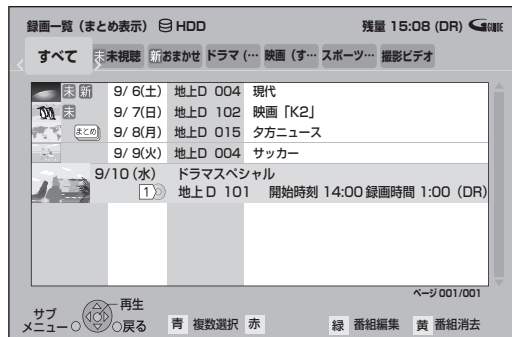 録画一覧（まとめ表示） HDD 残量 15:08 (DR) GGUIDE
すべて 未未視聴 新おまかせ ドラマ（… 映画（す… スポーツ… 撮影ビデオ
未 新 9/ 6(土) 地上D 004 現代
未 9/ 7(日) 地上D 102 映画「K2」
まとめ 9/ 8(月) 地上D 015 夕方ニュース
9/ 9(火) 地上D 004 サッカー
9/10(水) ドラマスペシャル
1 地上D 101 開始時刻 14:00 録画時間 1:00 (DR)
ページ 001/001
サブメニュー 再生 戻る 青 複数選択 赤 緑 番組編集 黄 番組消去